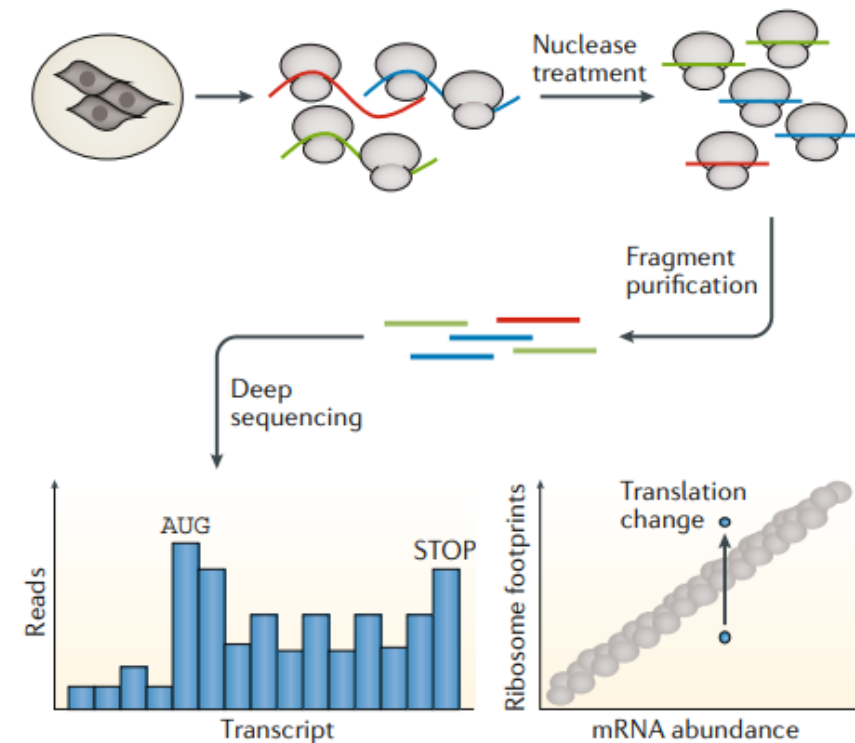 Nuclease
treatment
Fragment
purification
Deep
sequencing
AUG
STOP
Reads
Transcript
Translation
change
Ribosome footprints
mRNA abundance